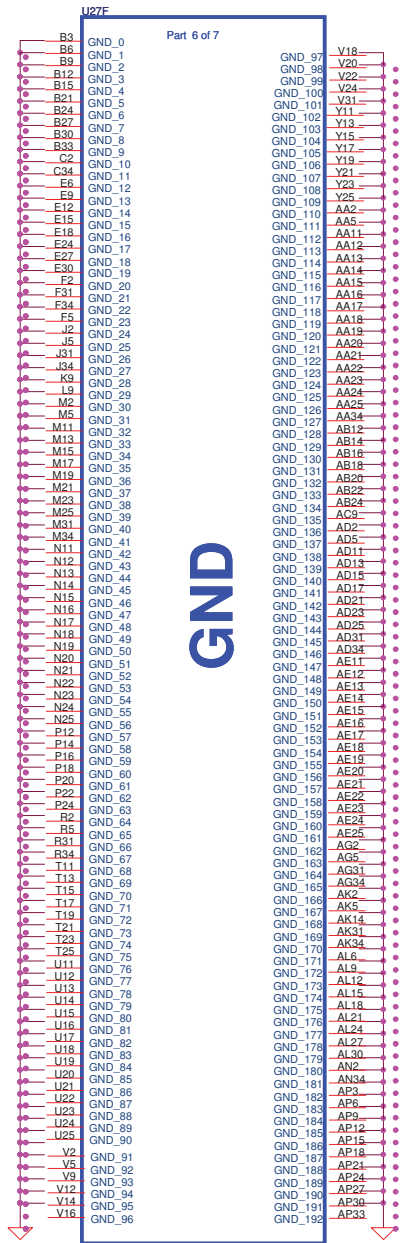 U27F
Part 6 of 7
B3 GND_0
B6 GND_1
B9 GND_2
B12 GND_3
B15 GND_4
B21 GND_5
B24 GND_6
B27 GND_7
B30 GND_8
B33 GND_9
C2 GND_10
C34 GND_11
E6 GND_12
E9 GND_13
E12 GND_14
E15 GND_15
E18 GND_16
E24 GND_17
E27 GND_18
E30 GND_19
F2 GND_20
F31 GND_21
F34 GND_22
F5 GND_23
J2 GND_24
J5 GND_25
J31 GND_26
J34 GND_27
K9 GND_28
L9 GND_29
M2 GND_30
M5 GND_31
M11 GND_32
M13 GND_33
M15 GND_34
M17 GND_35
M19 GND_36
M21 GND_37
M23 GND_38
M25 GND_39
M31 GND_40
M34 GND_41
N11 GND_42
N12 GND_43
N13 GND_44
N14 GND_45
N15 GND_46
N16 GND_47
N17 GND_48
N18 GND_49
N19 GND_50
N20 GND_51
N21 GND_52
N22 GND_53
N23 GND_54
N24 GND_55
N25 GND_56
P12 GND_57
P14 GND_58
P16 GND_59
P18 GND_60
P20 GND_61
P22 GND_62
P24 GND_63
R2 GND_64
R5 GND_65
R31 GND_66
R34 GND_67
T11 GND_68
T13 GND_69
T15 GND_70
T17 GND_71
T19 GND_72
T21 GND_73
T23 GND_74
T25 GND_75
U11 GND_76
U12 GND_77
U13 GND_78
U14 GND_79
U15 GND_80
U16 GND_81
U17 GND_82
U18 GND_83
U19 GND_84
U20 GND_85
U21 GND_86
U22 GND_87
U23 GND_88
U24 GND_89
U25 GND_90
V2 GND_91
V5 GND_92
V9 GND_93
V12 GND_94
V14 GND_95
V16 GND_96
GND
GND_97 V18
GND_98 V20
GND_99 V22
GND_100 V24
GND_101 V31
GND_102 Y11
GND_103 Y13
GND_104 Y15
GND_105 Y17
GND_106 Y19
GND_107 Y21
GND_108 Y23
GND_109 Y25
GND_110 AA2
GND_111 AA5
GND_112 AA11
GND_113 AA12
GND_114 AA13
GND_115 AA14
GND_116 AA15
GND_117 AA16
GND_118 AA17
GND_119 AA18
GND_120 AA19
GND_121 AA20
GND_122 AA21
GND_123 AA22
GND_124 AA23
GND_125 AA24
GND_126 AA25
GND_127 AA34
GND_128 AB12
GND_129 AB14
GND_130 AB16
GND_131 AB18
GND_132 AB20
GND_133 AB22
GND_134 AB24
GND_135 AC9
GND_136 AD2
GND_137 AD5
GND_138 AD11
GND_139 AD13
GND_140 AD15
GND_141 AD17
GND_142 AD21
GND_143 AD23
GND_144 AD25
GND_145 AD31
GND_146 AD34
GND_147 AE11
GND_148 AE12
GND_149 AE13
GND_150 AE14
GND_151 AE15
GND_152 AE16
GND_153 AE17
GND_154 AE18
GND_155 AE19
GND_156 AE20
GND_157 AE21
GND_158 AE22
GND_159 AE23
GND_160 AE24
GND_161 AE25
GND_162 AG2
GND_163 AG5
GND_164 AG31
GND_165 AG34
GND_166 AK2
GND_167 AK5
GND_168 AK14
GND_169 AK31
GND_170 AK34
GND_171 AL6
GND_172 AL9
GND_173 AL12
GND_174 AL15
GND_175 AL18
GND_176 AL21
GND_177 AL24
GND_178 AL27
GND_179 AL30
GND_180 AN2
GND_181 AN34
GND_182 AP3
GND_183 AP6
GND_184 AP9
GND_185 AP12
GND_186 AP15
GND_187 AP18
GND_188 AP21
GND_189 AP24
GND_190 AP27
GND_191 AP30
GND_192 AP33